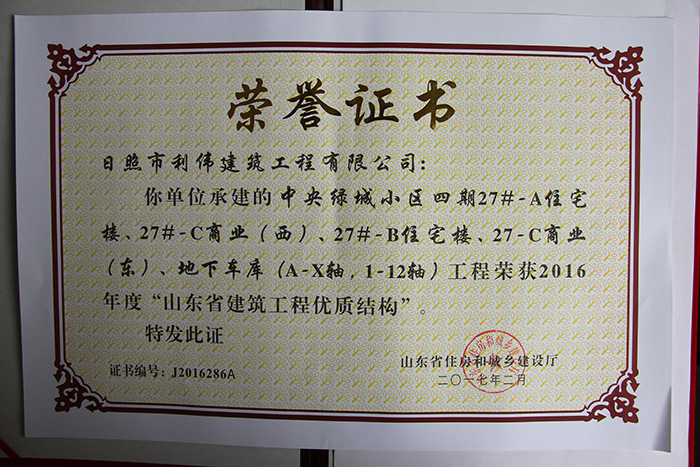 荣誉证书
日照市利伟建筑工程有限公司：
你单位承建的中央绿城小区四期27#-A住宅
楼、27#-C商业（西）、27#-B住宅楼、27-C商业
（东）、地下车库（A-X轴，1-12轴）工程荣获2016
年度“山东省建筑工程优质结构”。
特发此证
证书编号：J2016286A
山东省住房和城乡建设厅
二〇一七年二月